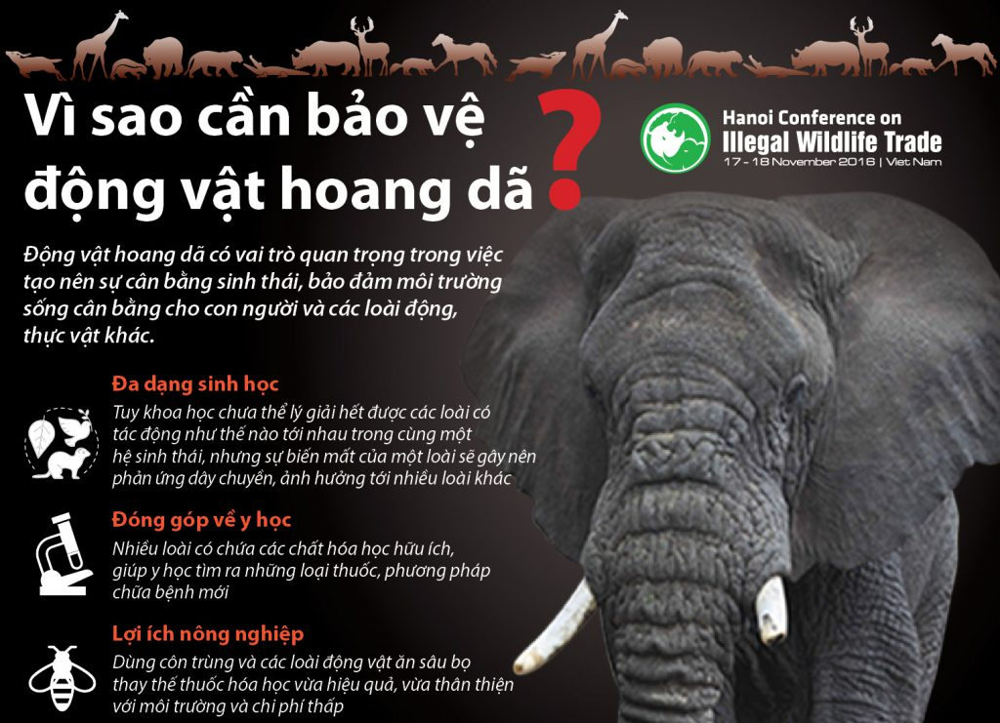 Vì sao cần bảo vệ
động vật hoang dã?
Hanoi Conference on
Illegal Wildlife Trade
17 - 18 November 2016 | Viet Nam
Động vật hoang dã có vai trò quan trọng trong việc
tạo nên sự cân bằng sinh thái, bảo đảm môi trường
sống cân bằng cho con người và các loài động,
thực vật khác.
Đa dạng sinh học
Tuy khoa học chưa thể lý giải hết được các loài có
tác động như thế nào tới nhau trong cùng một
hệ sinh thái, nhưng sự biến mất của một loài sẽ gây nên
phản ứng dây chuyền, ảnh hưởng tới nhiều loài khác
Đóng góp về y học
Nhiều loài có chứa các chất hóa học hữu ích,
giúp y học tìm ra những loại thuốc, phương pháp
chữa bệnh mới
Lợi ích nông nghiệp
Dùng côn trùng và các loài động vật ăn sâu bọ
thay thế thuốc hóa học vừa hiệu quả, vừa thân thiện
với môi trường và chi phí thấp